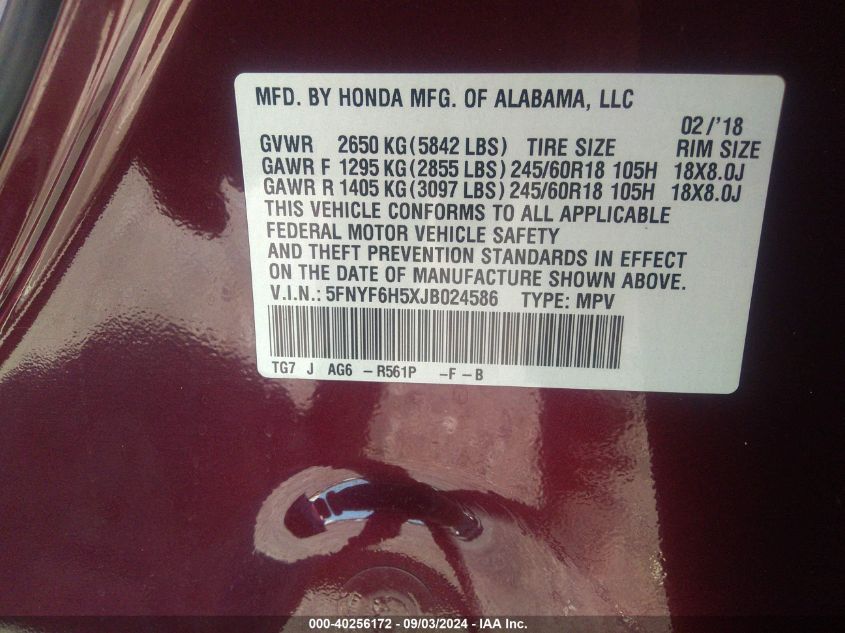 MFD. BY HONDA MFG. OF ALABAMA, LLC
02/'18
GVWR 2650 KG(5842 LBS) TIRE SIZE RIM SIZE
GAWR F 1295 KG(2855 LBS) 245/60R18 105H 18X8.0J
GAWR R 1405 KG(3097 LBS) 245/60R18 105H 18X8.0J
THIS VEHICLE CONFORMS TO ALL APPLICABLE
FEDERAL MOTOR VEHICLE SAFETY
AND THEFT PREVENTION STANDARDS IN EFFECT
ON THE DATE OF MANUFACTURE SHOWN ABOVE.
V.I.N.: 5FNYF6H5XJB024586 TYPE: MPV
TG7 J AG6 -R561P -F-B
000-40256172 - 09/03/2024 - IAA Inc.